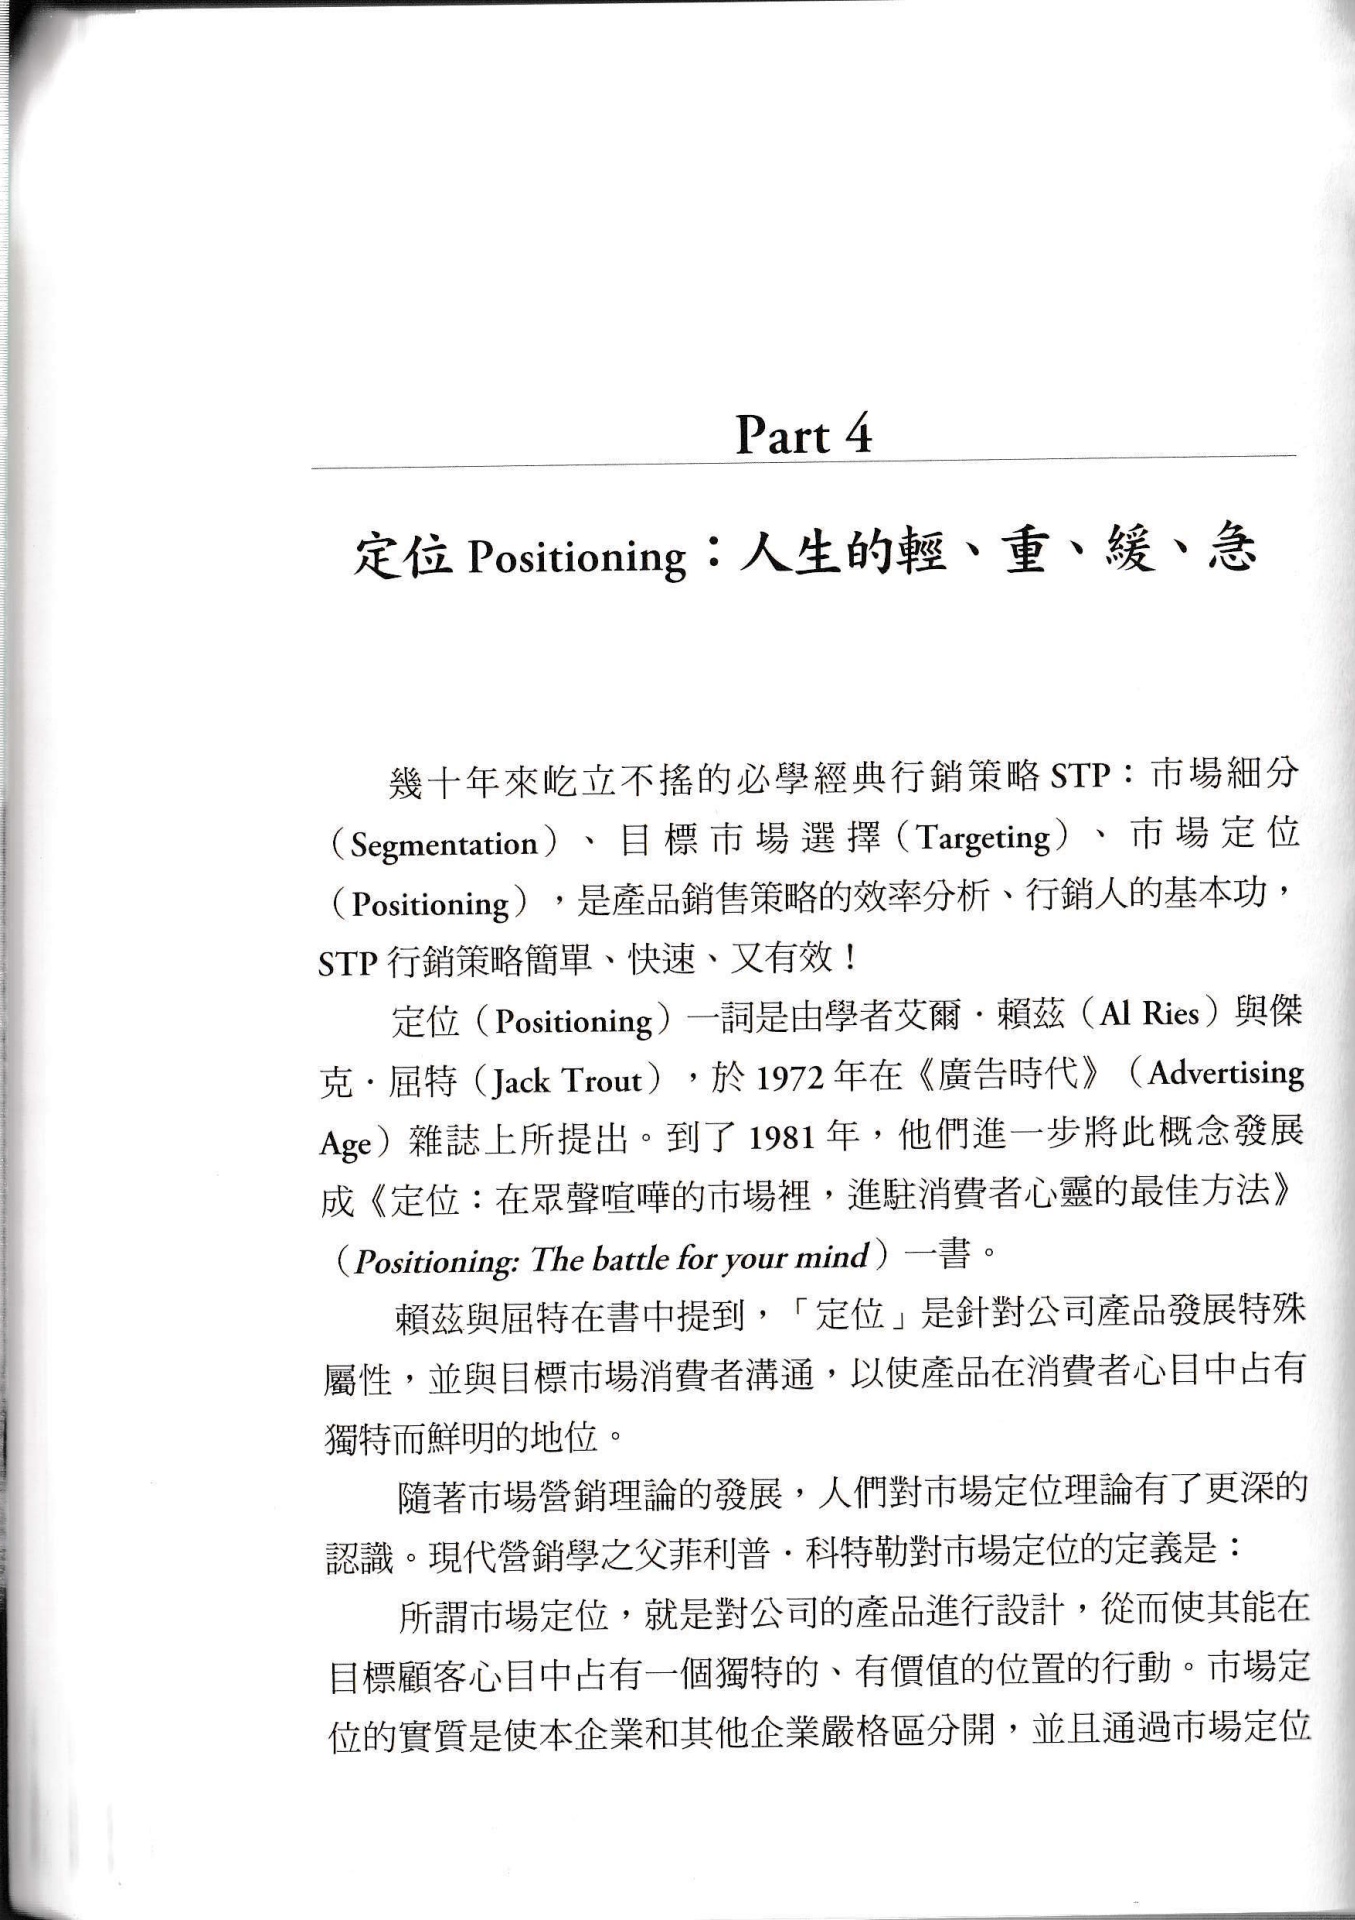 Part 4
定位 Positioning：人生的輕、重、緩、急
幾十年來屹立不搖的必學經典行銷策略 STP：市場細分
（Segmentation）、目標市場選擇（Targeting）、市場定位
（Positioning），是產品銷售策略的效率分析、行銷人的基本功，
STP 行銷策略簡單、快速、又有效！
定位（Positioning）一詞是由學者艾爾．賴茲（Al Ries）與傑
克．屈特（Jack Trout），於 1972 年在《廣告時代》（Advertising
Age）雜誌上所提出。到了 1981 年，他們進一步將此概念發展
成《定位：在眾聲喧嘩的市場裡，進駐消費者心靈的最佳方法》
（Positioning: The battle for your mind）一書。
賴茲與屈特在書中提到，「定位」是針對公司產品發展特殊
屬性，並與目標市場消費者溝通，以使產品在消費者心目中占有
獨特而鮮明的地位。
隨著市場營銷理論的發展，人們對市場定位理論有了更深的
認識。現代營銷學之父菲利普．科特勒對市場定位的定義是：
所謂市場定位，就是對公司的產品進行設計，從而使其能在
目標顧客心目中占有一個獨特的、有價值的位置的行動。市場定
位的實質是使本企業和其他企業嚴格區分開，並且通過市場定位